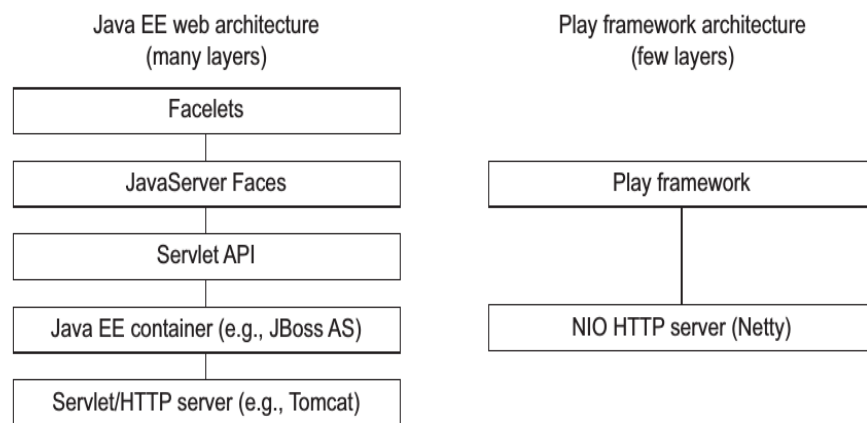 Java EE web architecture
(many layers)
Facelets
JavaServer Faces
Servlet API
Java EE container (e.g., JBoss AS)
Servlet/HTTP server (e.g., Tomcat)
Play framework architecture
(few layers)
Play framework
NIO HTTP server (Netty)